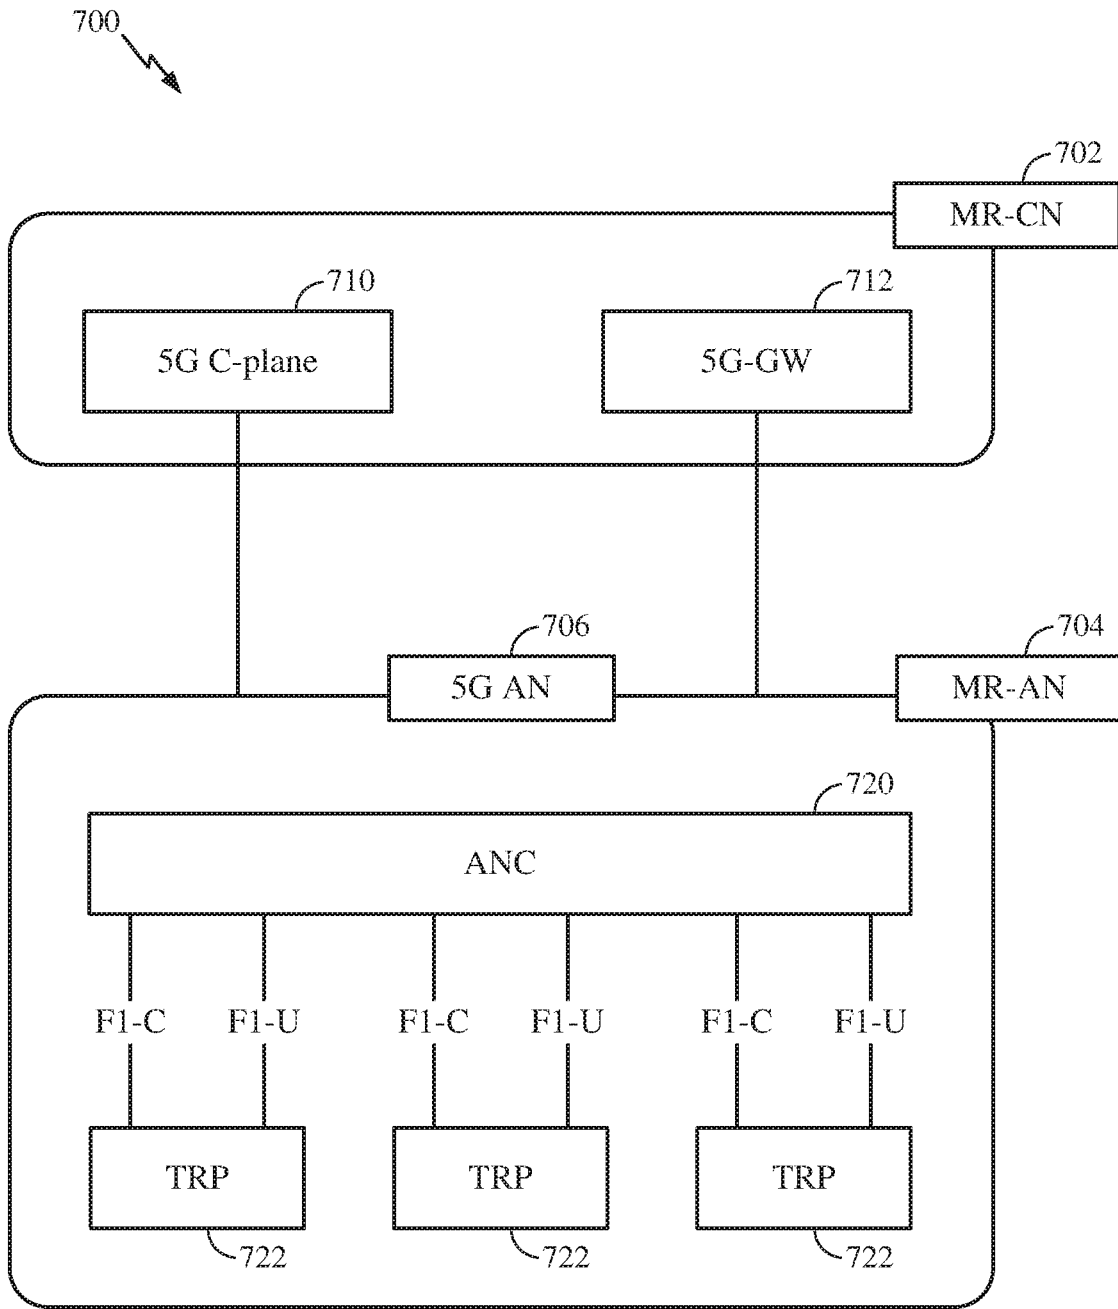 700
702
MR-CN
710
712
5G C-plane
5G-GW
706
704
5G AN
MR-AN
720
ANC
F1-C F1-U F1-C F1-U F1-C F1-U
TRP TRP TRP
722 722 722